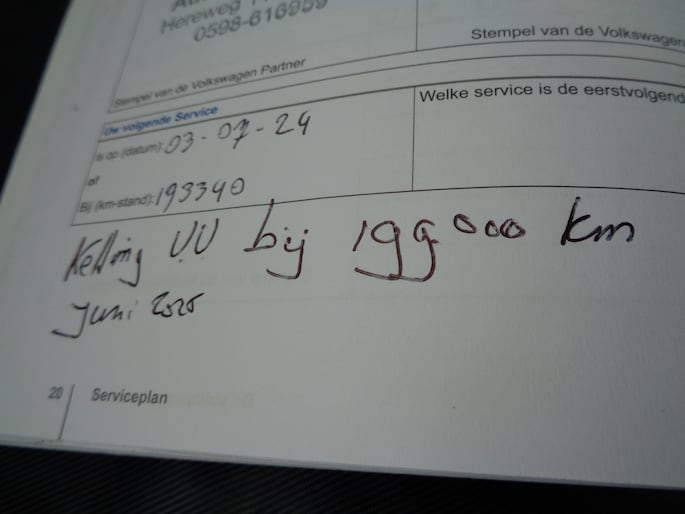 Hereweg
0598-616959
Stempel van de Volkswagen Partner
Stempel van de Volkswagen
Uw volgende Service
Is op (datum): 03-07-24
of
Bij (km-stand): 193340
Welke service is de eerstvolgend
Ketting VV bij 199000 km
Juni 2025
20 Serviceplan